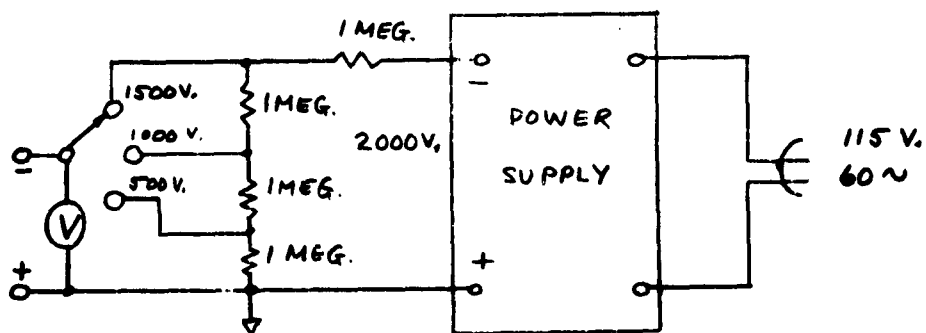 1 MEG.
1500V.
1 MEG.
1000 V.
2000V.
POWER
SUPPLY
115 V.
60 ~
500V.
1 MEG.
V
1 MEG.
+
+
-
-